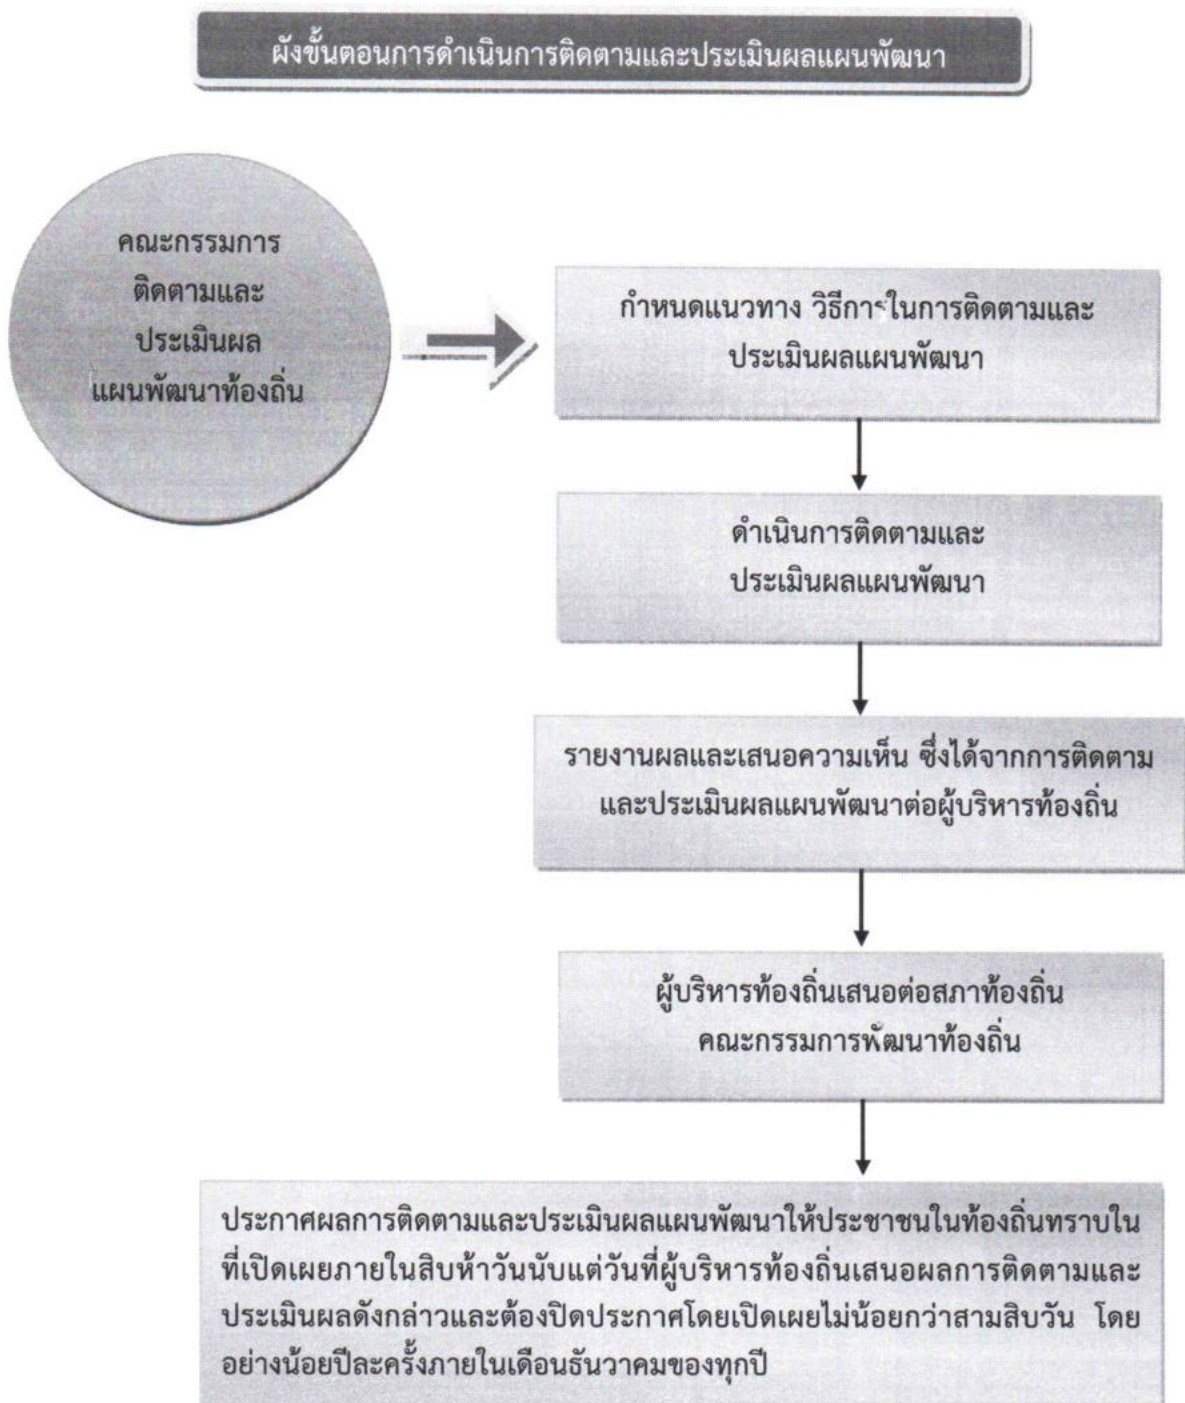 ผังขั้นตอนการดำเนินการติดตามและประเมินผลแผนพัฒนา
คณะกรรมการ
ติดตามและ
ประเมินผล
แผนพัฒนาท้องถิ่น
กำหนดแนวทาง วิธีการในการติดตามและ
ประเมินผลแผนพัฒนา
ดำเนินการติดตามและ
ประเมินผลแผนพัฒนา
รายงานผลและเสนอความเห็น ซึ่งได้จากการติดตาม
และประเมินผลแผนพัฒนาต่อผู้บริหารท้องถิ่น
ผู้บริหารท้องถิ่นเสนอต่อสภาท้องถิ่น
คณะกรรมการพัฒนาท้องถิ่น
ประกาศผลการติดตามและประเมินผลแผนพัฒนาให้ประชาชนในท้องถิ่นทราบใน
ที่เปิดเผยภายในสิบห้าวันนับแต่วันที่ผู้บริหารท้องถิ่นเสนอผลการติดตามและ
ประเมินผลดังกล่าวและต้องปิดประกาศโดยเปิดเผยไม่น้อยกว่าสามสิบวัน โดย
อย่างน้อยปีละครั้งภายในเดือนธันวาคมของทุกปี